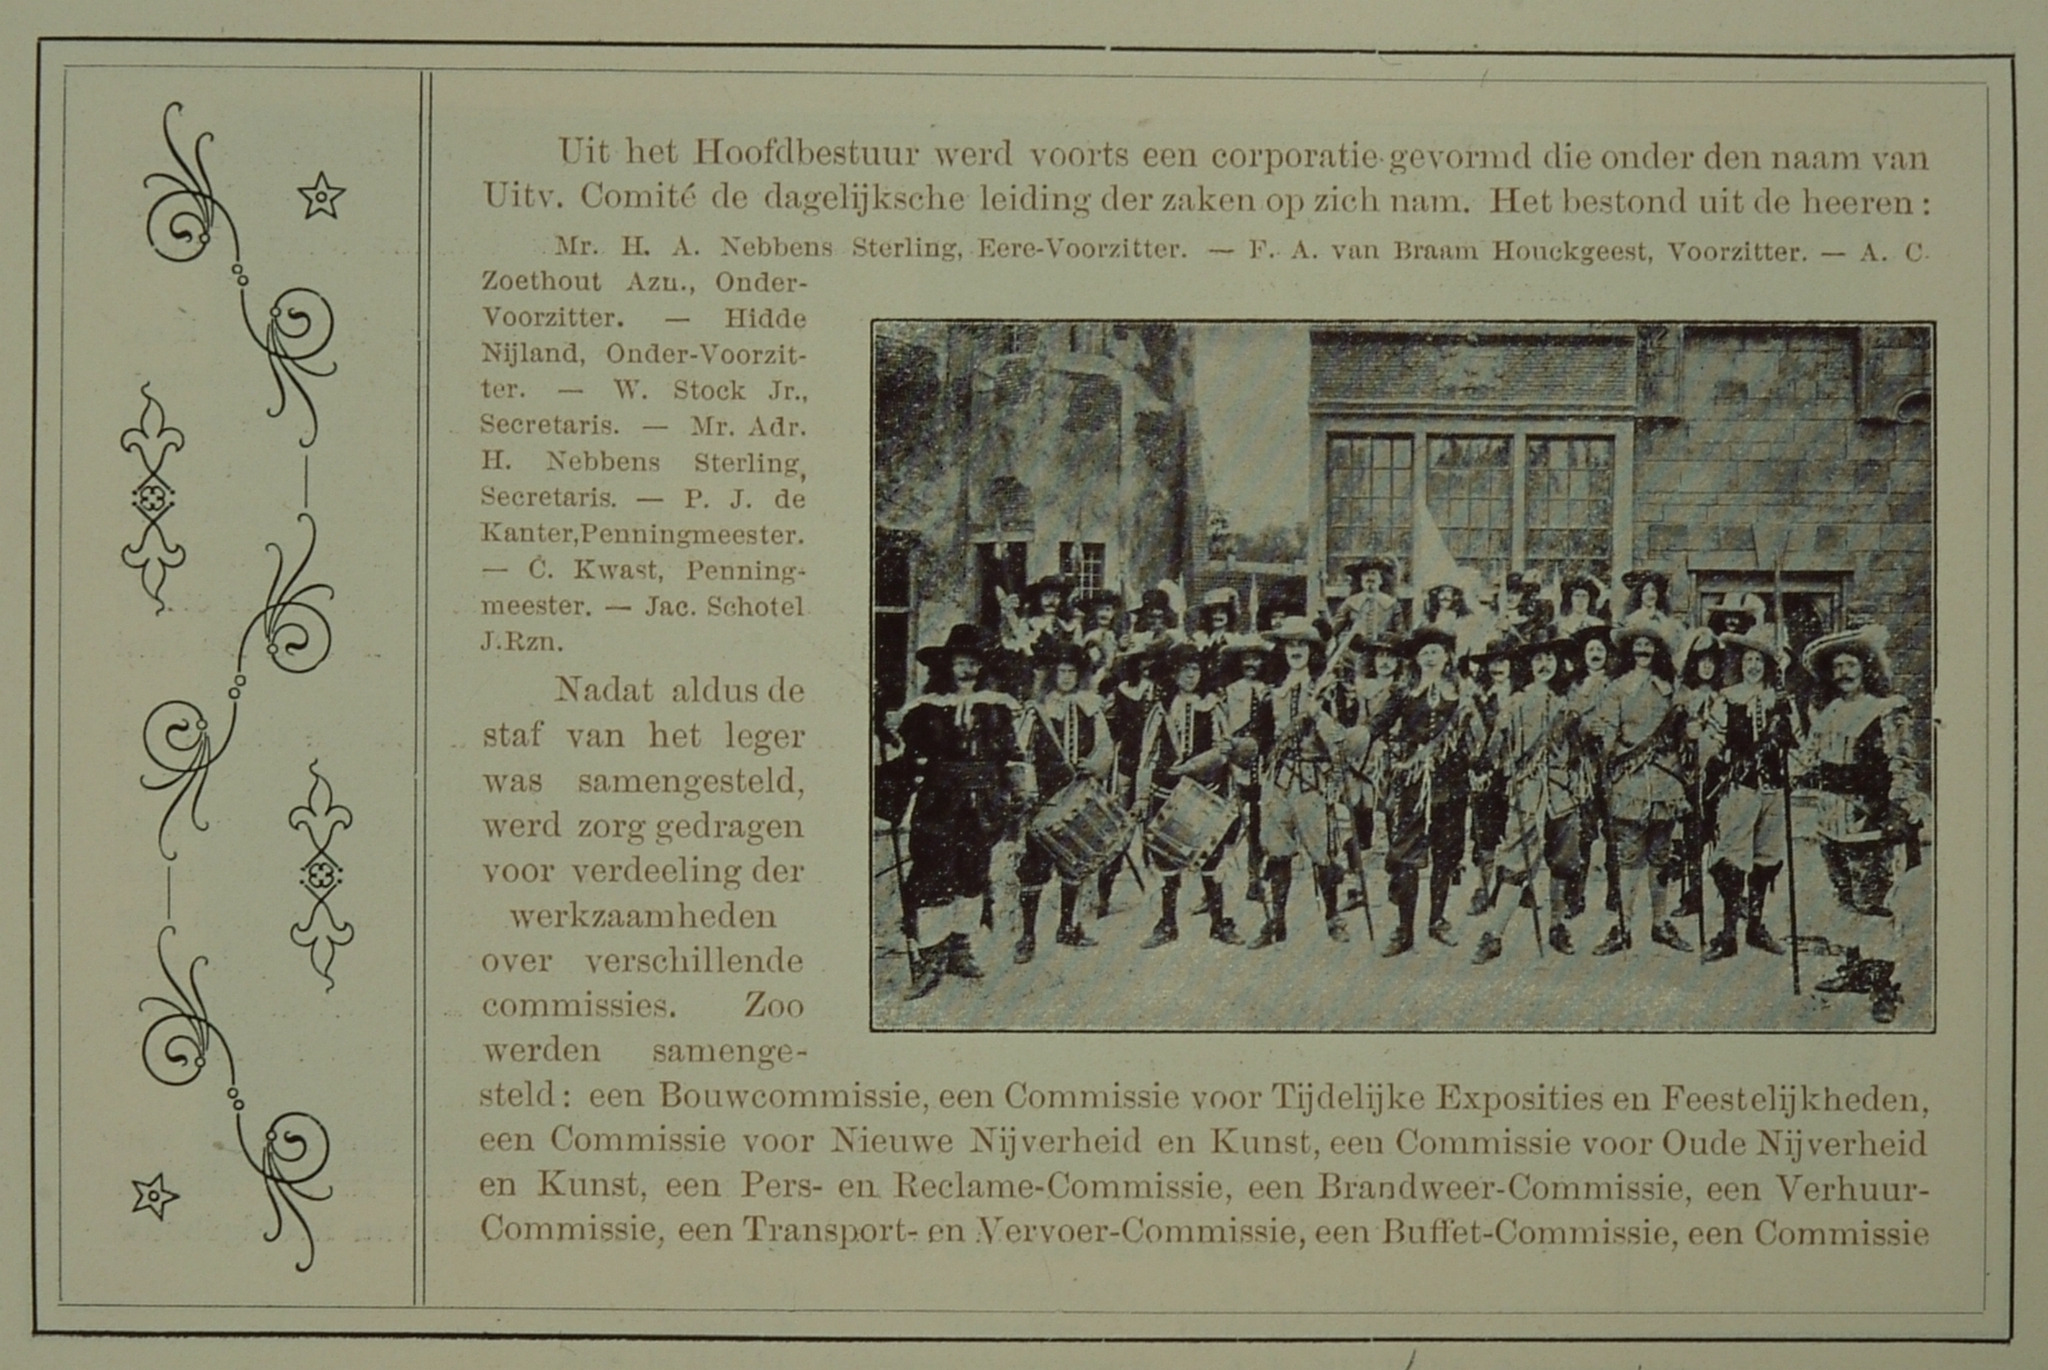 Uit het Hoofdbestuur werd voorts een corporatie gevormd die onder den naam van
Uitv. Comité de dagelijksche leiding der zaken op zich nam. Het bestond uit de heeren:
Mr. H. A. Nebbens Sterling, Eere-Voorzitter. — F. A. van Braam Houckgeest, Voorzitter. — A. C.
Zoethout Azn., Onder-
Voorzitter. — Hidde
Nijland, Onder-Voorzit-
ter. — W. Stock Jr.,
Secretaris. — Mr. Adr.
H. Nebbens Sterling,
Secretaris. — P. J. de
Kanter, Penningmeester.
— C. Kwast, Penning-
meester. — Jac. Schotel
J.Rzn.
Nadat aldus de
staf van het leger
was samengesteld,
werd zorg gedragen
voor verdeeling der
werkzaamheden
over verschillende
commissies. Zoo
werden samenge-
steld: een Bouwcommissie, een Commissie voor Tijdelijke Exposities en Feestelijkheden,
een Commissie voor Nieuwe Nijverheid en Kunst, een Commissie voor Oude Nijverheid
en Kunst, een Pers- en Reclame-Commissie, een Brandweer-Commissie, een Verhuur-
Commissie, een Transport- en Vervoer-Commissie, een Buffet-Commissie, een Commissie